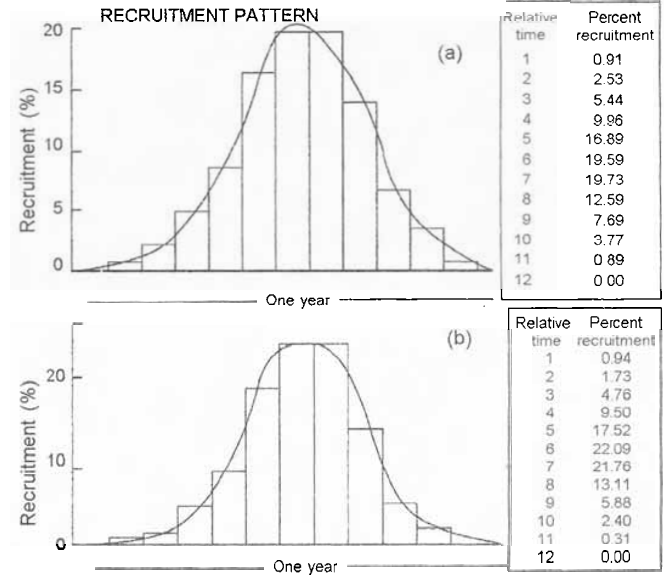 RECRUITMENT PATTERN
(a)
Recruitment (%)
20
15
10
5
0
One year
Relative Percent
time recruitment
1 0.91
2 2.53
3 5.44
4 9.96
5 16.89
6 19.59
7 19.73
8 12.59
9 7.69
10 3.77
11 0.89
12 0.00
(b)
Recruitment (%)
20
10
0
One year
Relative Percent
time recruitment
1 0.94
2 1.73
3 4.76
4 9.50
5 17.52
6 22.09
7 21.76
8 13.11
9 5.88
10 2.40
11 0.31
12 0.00